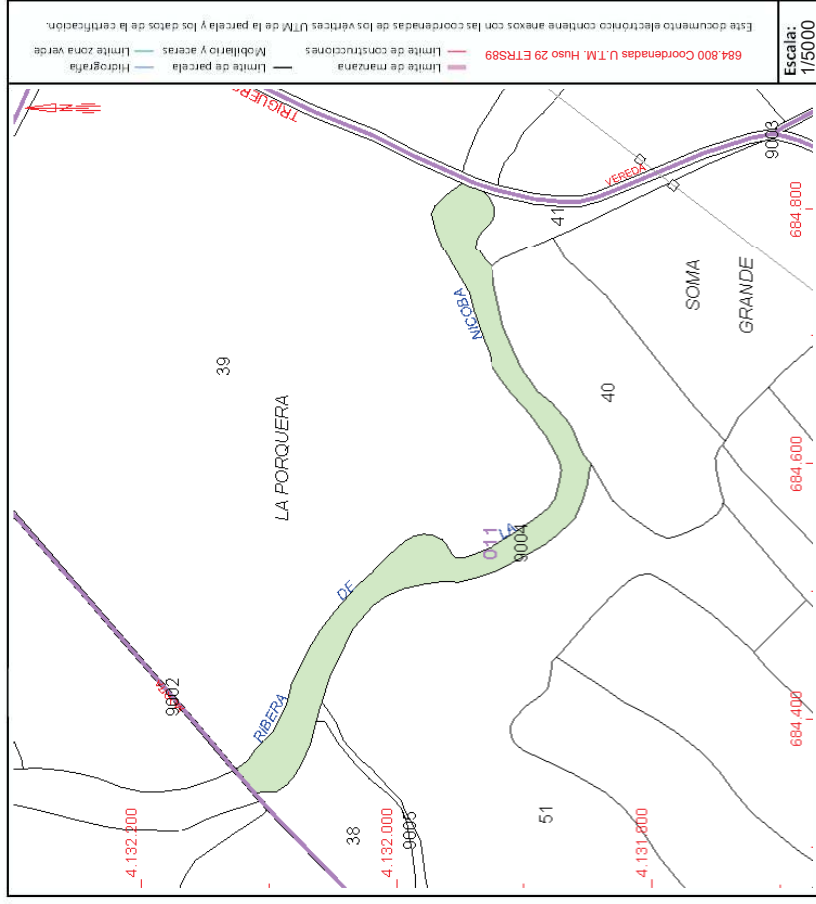 Escala:
1/5000
684.800 Coordenadas U.T.M. Huso 29 ETRS89
Límite de manzana
Límite de parcela
Hidrografía
Límite de construcciones
Mobiliario y aceras
Límite zona verde
Este documento electrónico contiene anexos con las coordenadas de los vértices UTM de la parcela y los datos de la certificación.
N
39
LA PORQUERA
9002
RIBERA
DE
LA
NICOBA
011
9004
38
9005
51
40
41
VEREDA
9003
SOMA
GRANDE
4.132.200
4.132.000
4.131.800
684.400
684.600
684.800